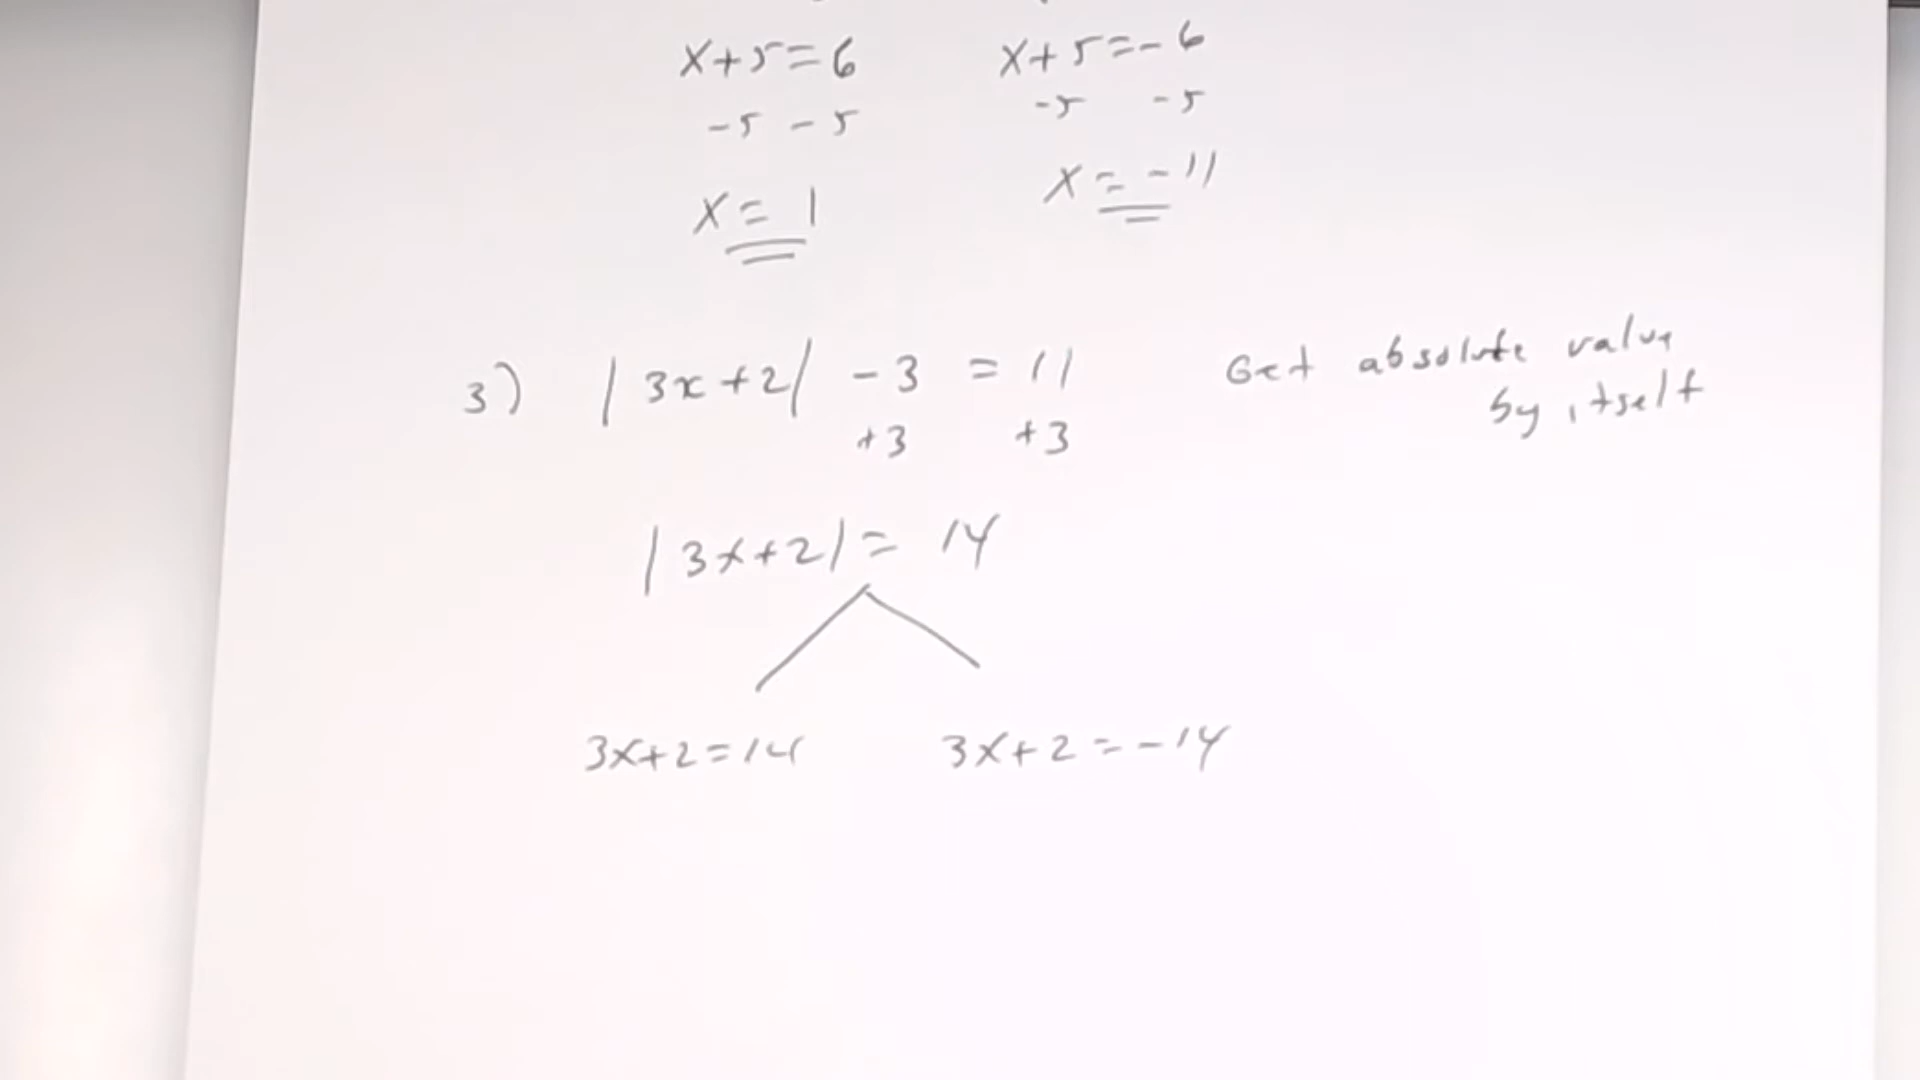 x+5=6 x+5=-6
-5 -5 -5 -5
x=1 x=-11
3) |3x+2| -3 = 11 Get absolute value
+3 +3 by itself
|3x+2|= 14
3x+2=14 3x+2=-14